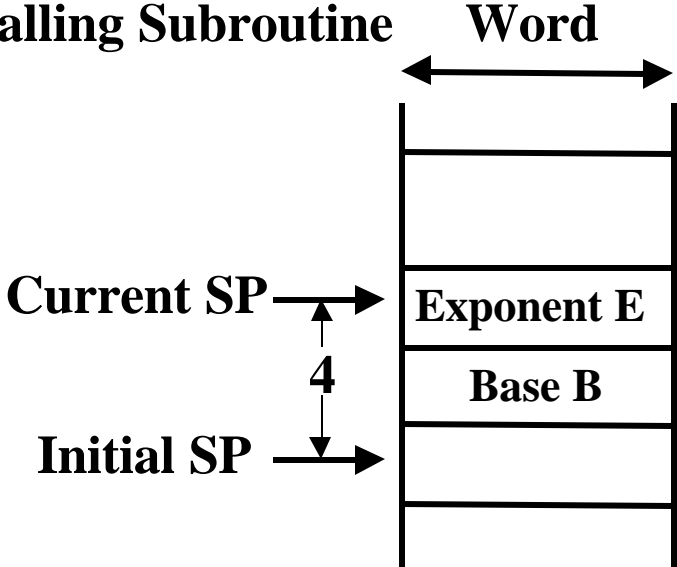 alling Subroutine Word
Current SP Exponent E
4 Base B
Initial SP